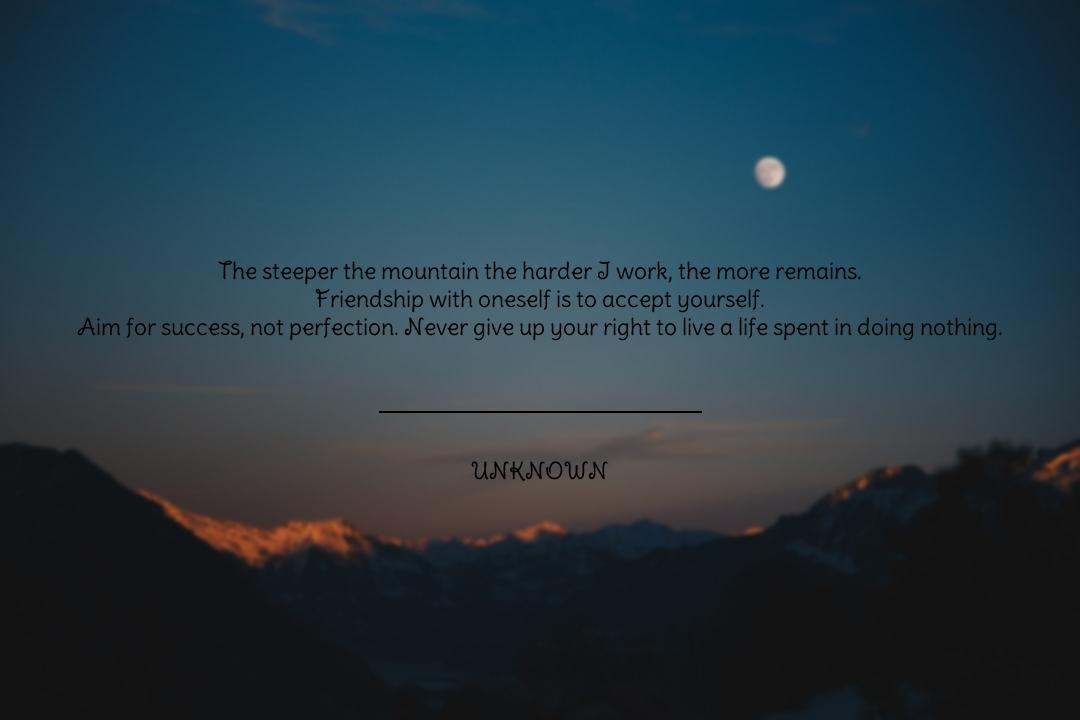 The steeper the mountain the harder I work, the more remains.
Friendship with oneself is to accept yourself.
Aim for success, not perfection. Never give up your right to live a life spent in doing nothing.
UNKNOWN